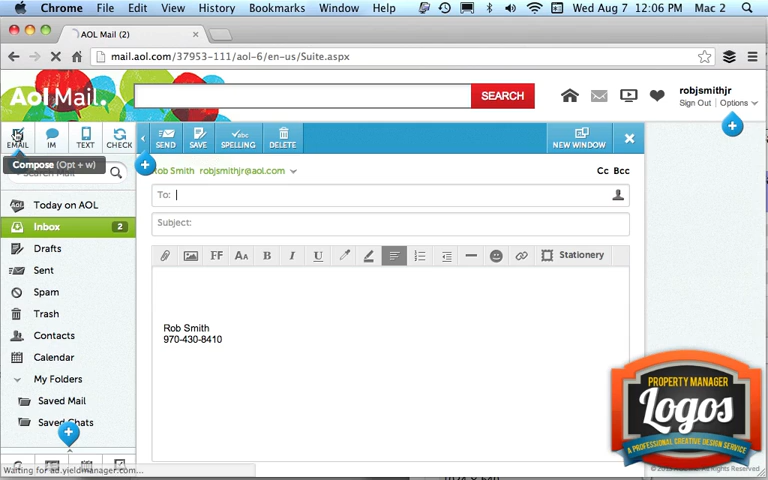 Chrome File Edit View History Bookmarks Window Help Wed Aug 7 12:06 PM Mac 2
AOL Mail (2)
mail.aol.com/37953-111/aol-6/en-us/Suite.aspx
Aol Mail.
SEARCH
robjsmithjr
Sign Out Options
EMAIL IM TEXT CHECK
SEND SAVE SPELLING DELETE NEW WINDOW
abc
Compose (Opt + w)
Search Mail
Rob Smith robjsmithjr@aol.com
Cc Bcc
To:
Subject:
FF AA B I U Stationery
Today on AOL
Inbox 2
Drafts
Sent
Spam
Trash
Contacts
Calendar
My Folders
Saved Mail
Saved Chats
Rob Smith
970-430-8410
PROPERTY MANAGER
Logos
A PROFESSIONAL CREATIVE DESIGN SERVICE
Waiting for ad.yieldmanager.com...